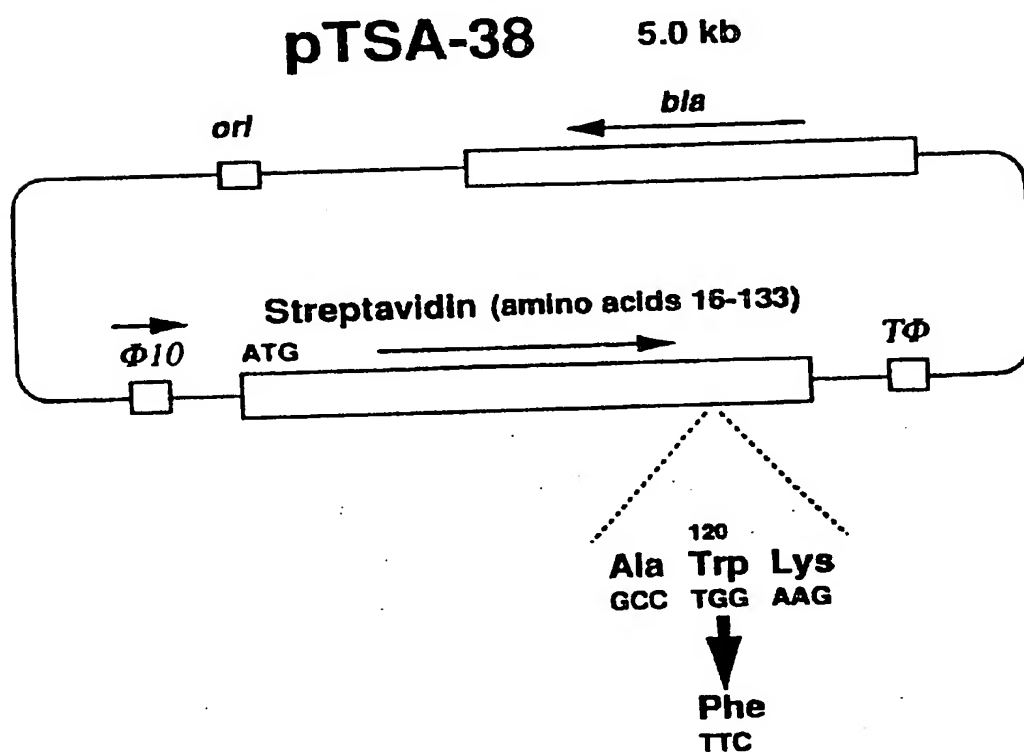 pTSA-38 5.0 kb
ori bla
Streptavidin (amino acids 16-133)
Φ10 ATG TΦ
120
Ala Trp Lys
GCC TGG AAG
Phe
TTC